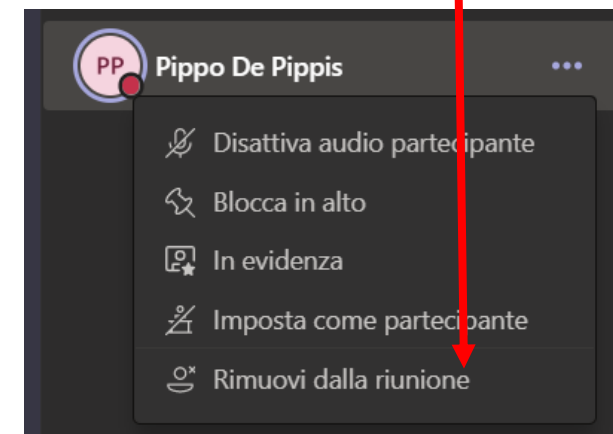 PP Pippo De Pippis
Disattiva audio partecipante
Blocca in alto
In evidenza
Imposta come partecipante
Rimuovi dalla riunione